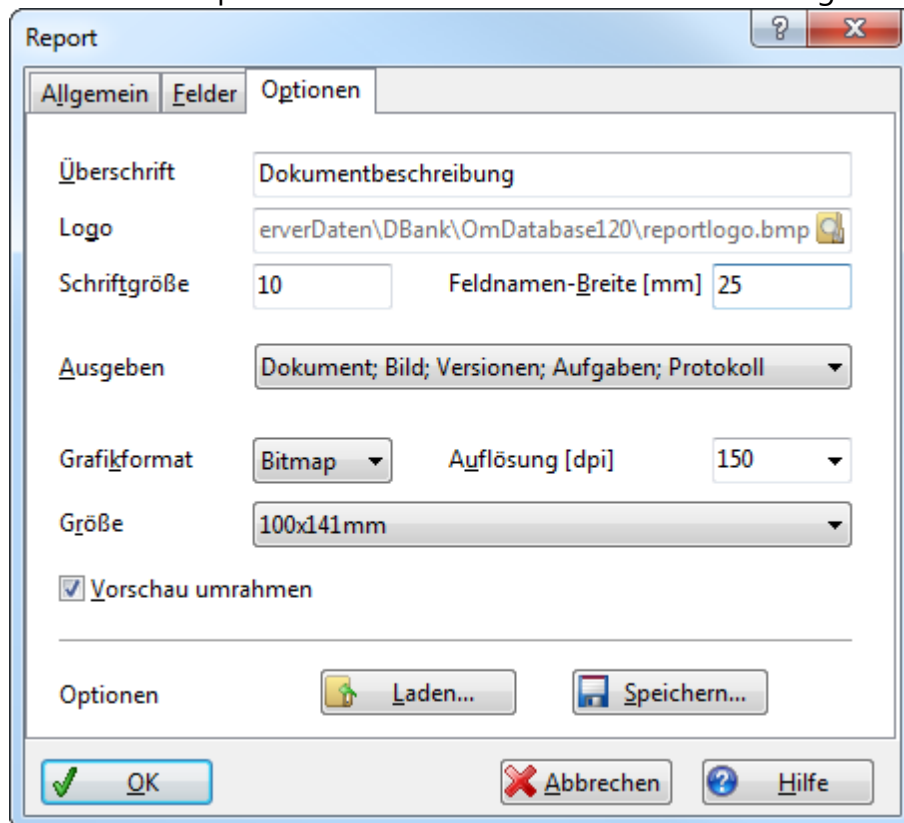 Report
Allgemein Felder Optionen
Überschrift Dokumentbeschreibung
Logo erverDaten\DBank\OmDatabase120\reportlogo.bmp
Schriftgröße 10 Feldnamen-Breite [mm] 25
Ausgeben Dokument; Bild; Versionen; Aufgaben; Protokoll
Grafikformat Bitmap Auflösung [dpi] 150
Größe 100x141mm
Vorschau umrahmen
Optionen Laden... Speichern...
OK Abbrechen Hilfe